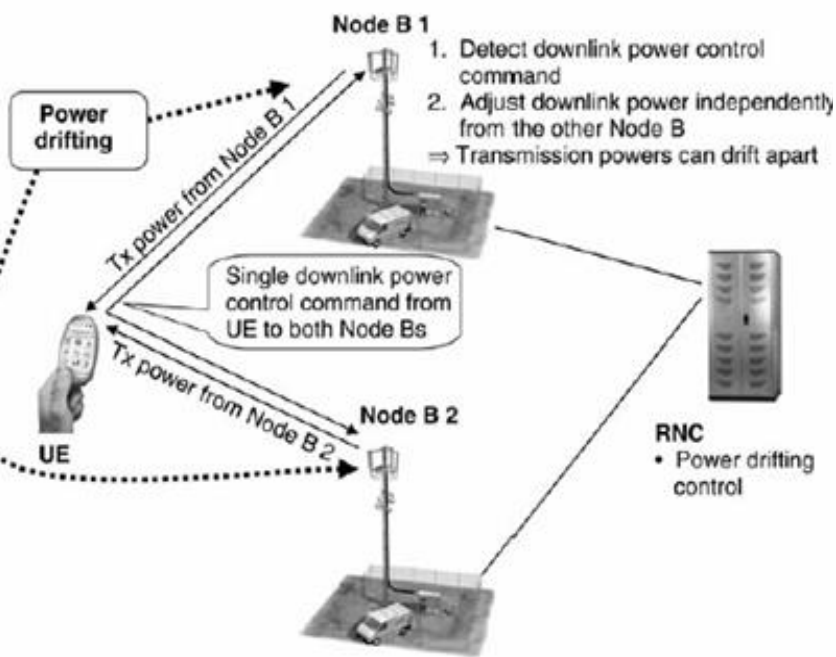 Node B 1
1. Detect downlink power control
command
2. Adjust downlink power independently
from the other Node B
⇒ Transmission powers can drift apart
Power
drifting
Tx power from Node B 1
Single downlink power
control command from
UE to both Node Bs
Tx power from Node B 2
UE
Node B 2
RNC
• Power drifting
control